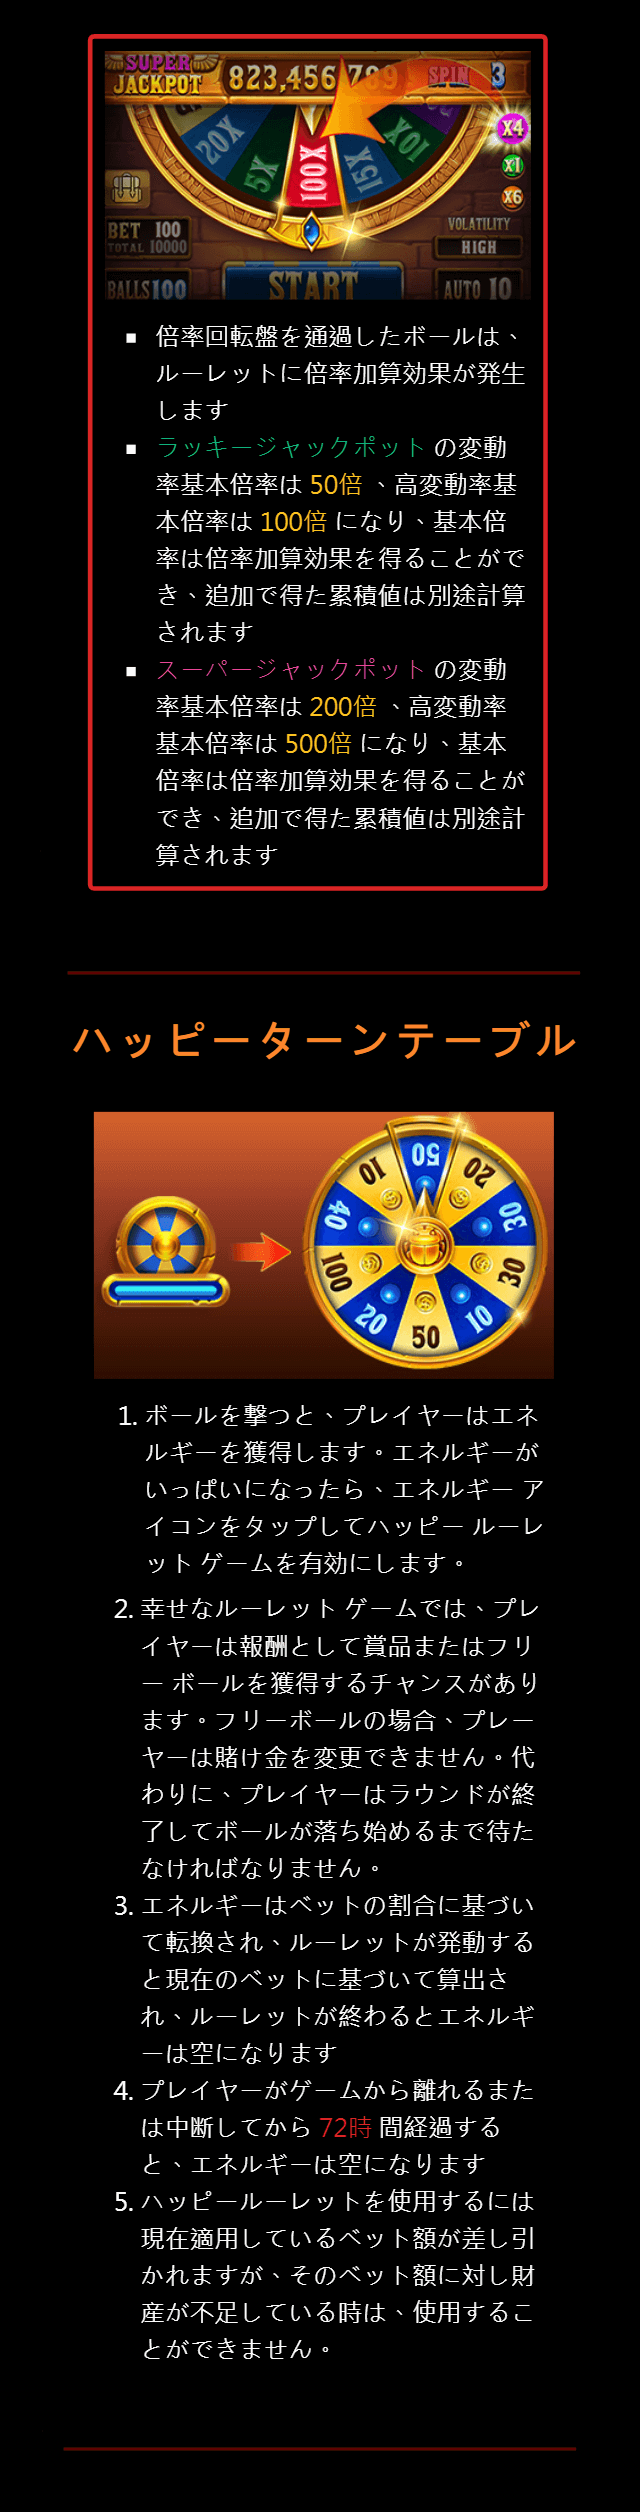 SUPER
JACKPOT 823,456,789 SPIN 3
20X 5X 100X 15X 10X
X4
X1
X6
BET 100
TOTAL 10000
VOLATILITY
HIGH
BALLS100 START AUTO 10
▪ 倍率回転盤を通過したボールは、
ルーレットに倍率加算効果が発生
します
▪ ラッキージャックポット の変動
率基本倍率は 50倍 、高変動率基
本倍率は 100倍 になり、基本倍
率は倍率加算効果を得ることがで
き、追加で得た累積値は別途計算
されます
▪ スーパージャックポット の変動
率基本倍率は 200倍 、高変動率
基本倍率は 500倍 になり、基本
倍率は倍率加算効果を得ることが
でき、追加で得た累積値は別途計
算されます
ハッピーターンテーブル
10 50 20
40 30
100 30
20 50 10
1. ボールを撃つと、プレイヤーはエネ
ルギーを獲得します。エネルギーが
いっぱいになったら、エネルギー ア
イコンをタップしてハッピー ルーレ
ット ゲームを有効にします。
2. 幸せなルーレット ゲームでは、プレ
イヤーは報酬として賞品またはフリ
ー ボールを獲得するチャンスがあり
ます。フリーボールの場合、プレー
ヤーは賭け金を変更できません。代
わりに、プレイヤーはラウンドが終
了してボールが落ち始めるまで待た
なければなりません。
3. エネルギーはベットの割合に基づい
て転換され、ルーレットが発動する
と現在のベットに基づいて算出さ
れ、ルーレットが終わるとエネルギ
ーは空になります
4. プレイヤーがゲームから離れるまた
は中断してから 72時 間経過する
と、エネルギーは空になります
5. ハッピールーレットを使用するには
現在適用しているベット額が差し引
かれますが、そのベット額に対し財
産が不足している時は、使用するこ
とができません。